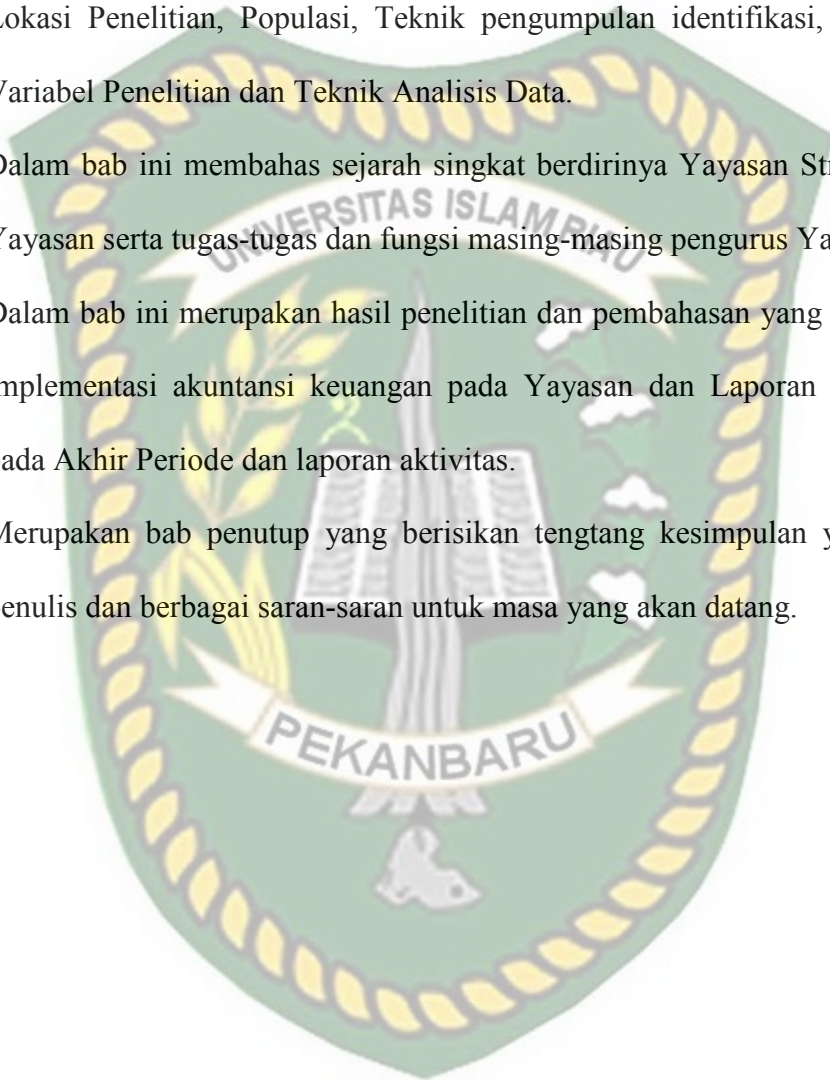 Lokasi Penelitian, Populasi, Teknik pengumpulan identifikasi,
Variabel Penelitian dan Teknik Analisis Data.
Dalam bab ini membahas sejarah singkat berdirinya Yayasan
Yayasan serta tugas-tugas dan fungsi masing-masing pengurus
Dalam bab ini merupakan hasil penelitian dan pembahasan yang
implementasi akuntansi keuangan pada Yayasan dan Laporan
pada Akhir Periode dan laporan aktivitas.
Merupakan bab penutup yang berisikan tengtang kesimpulan
penulis dan berbagai saran-saran untuk masa yang akan datang.
UNIVERSITAS ISLAM RIAU
PEKANBARU